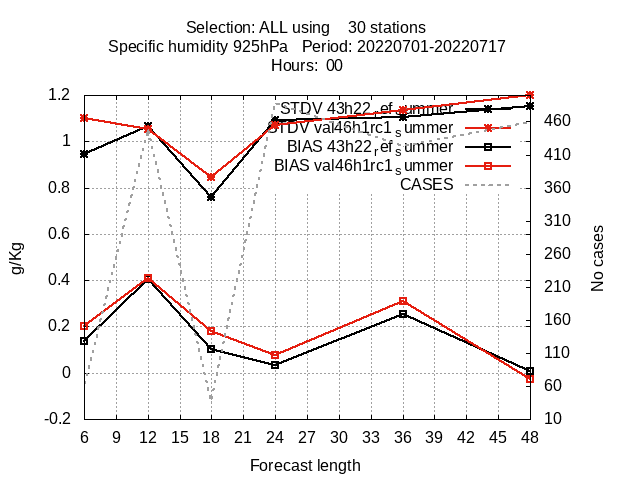 Selection: ALL using 30 stations
Specific humidity 925hPa Period: 20220701-20220717
Hours: 00
STDV 43h22_ref_summer
STDV val46h1rc1_summer
BIAS 43h22_ref_summer
BIAS val46h1rc1_summer
CASES
1.2
1
0.8
0.6
0.4
0.2
0
-0.2
g/Kg
460
410
360
310
260
210
160
110
60
10
No cases
6 9 12 15 18 21 24 27 30 33 36 39 42 45 48
Forecast length